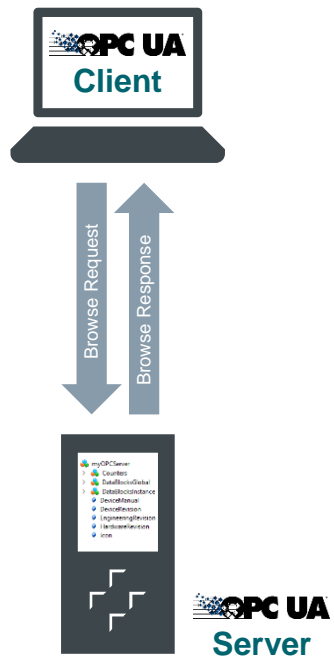 OPC UA
Client
Browse Request
Browse Response
myOPCServer
Counters
DataBlocksGlobal
DataBlocksInstance
DeviceManual
DeviceRevision
EngineeringRevision
HardwareRevision
Icon
OPC UA
Server